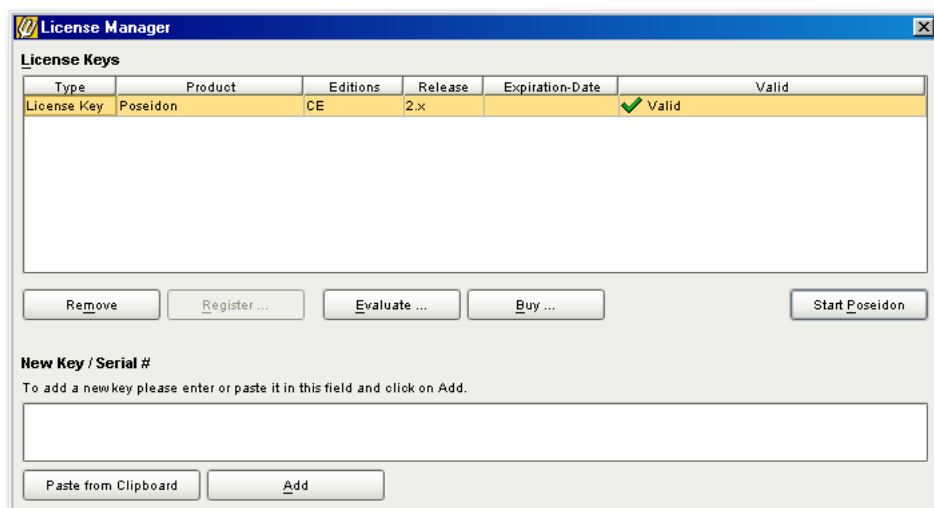 License Manager
License Keys
Type Product Editions Release Expiration-Date Valid
License Key Poseidon CE 2.x Valid
Remove Register ... Evaluate ... Buy ... Start Poseidon
New Key / Serial #
To add a new key please enter or paste it in this field and click on Add.
Paste from Clipboard Add